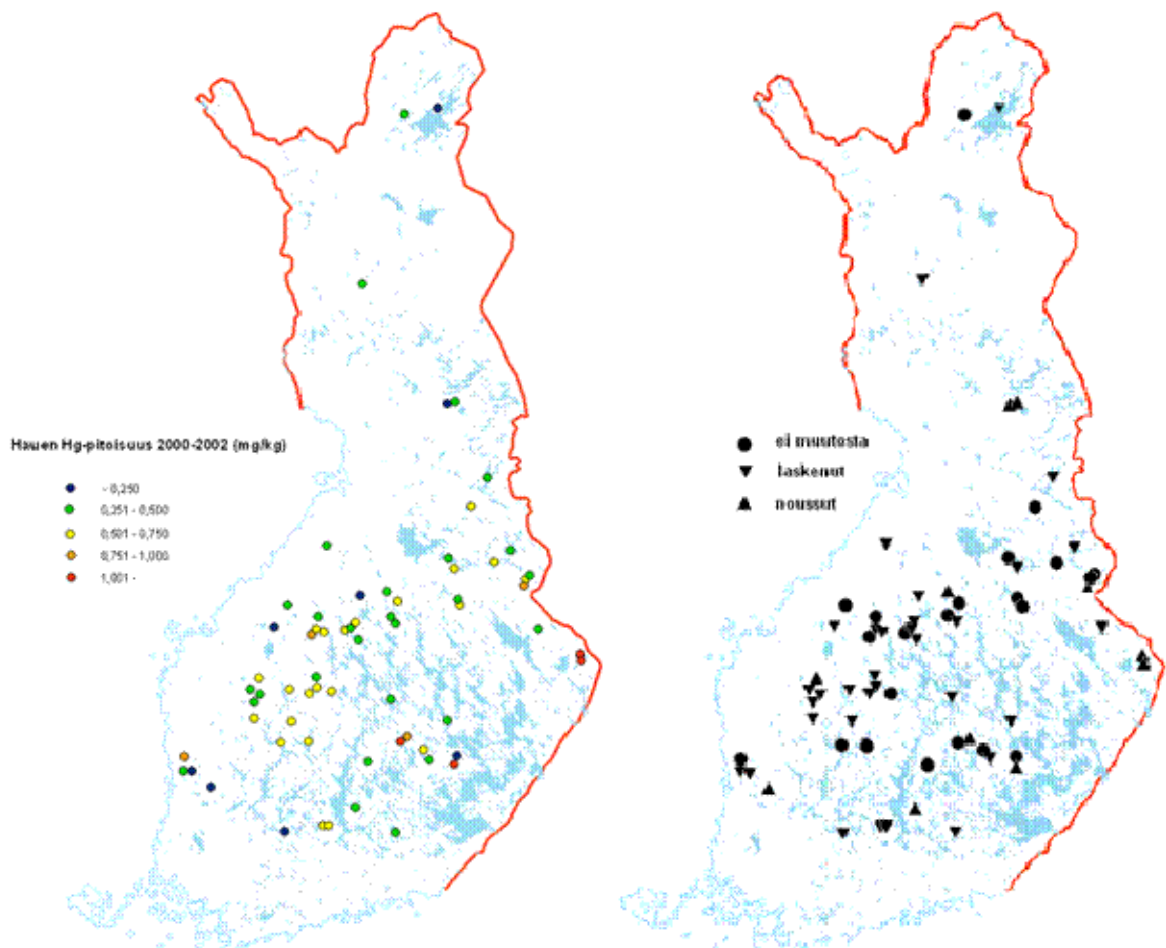 Hauen Hg-pitoisuus 2000-2002 (mg/kg)
- 0,250
0,251 - 0,500
0,501 - 0,750
0,751 - 1,000
1,001 -
ei muutosta
laskenut
noussut